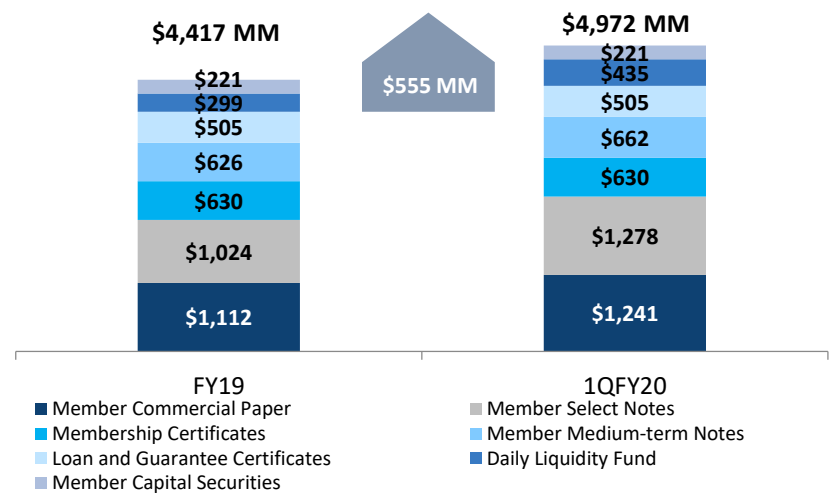 $4,417 MM
$4,972 MM
$555 MM
$221
$299
$505
$626
$630
$1,024
$1,112
$221
$435
$505
$662
$630
$1,278
$1,241
FY19
1QFY20
Member Commercial Paper
Member Select Notes
Membership Certificates
Member Medium-term Notes
Loan and Guarantee Certificates
Daily Liquidity Fund
Member Capital Securities